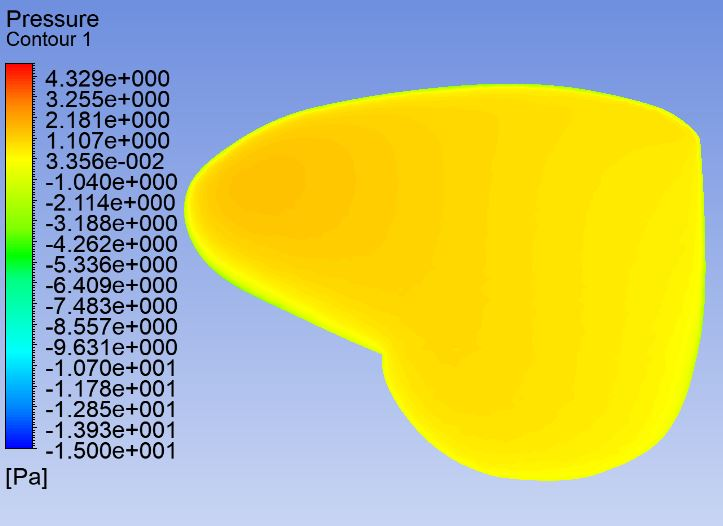 Pressure
Contour 1
4.329e+000
3.255e+000
2.181e+000
1.107e+000
3.356e-002
-1.040e+000
-2.114e+000
-3.188e+000
-4.262e+000
-5.336e+000
-6.409e+000
-7.483e+000
-8.557e+000
-9.631e+000
-1.070e+001
-1.178e+001
-1.285e+001
-1.393e+001
-1.500e+001
[Pa]